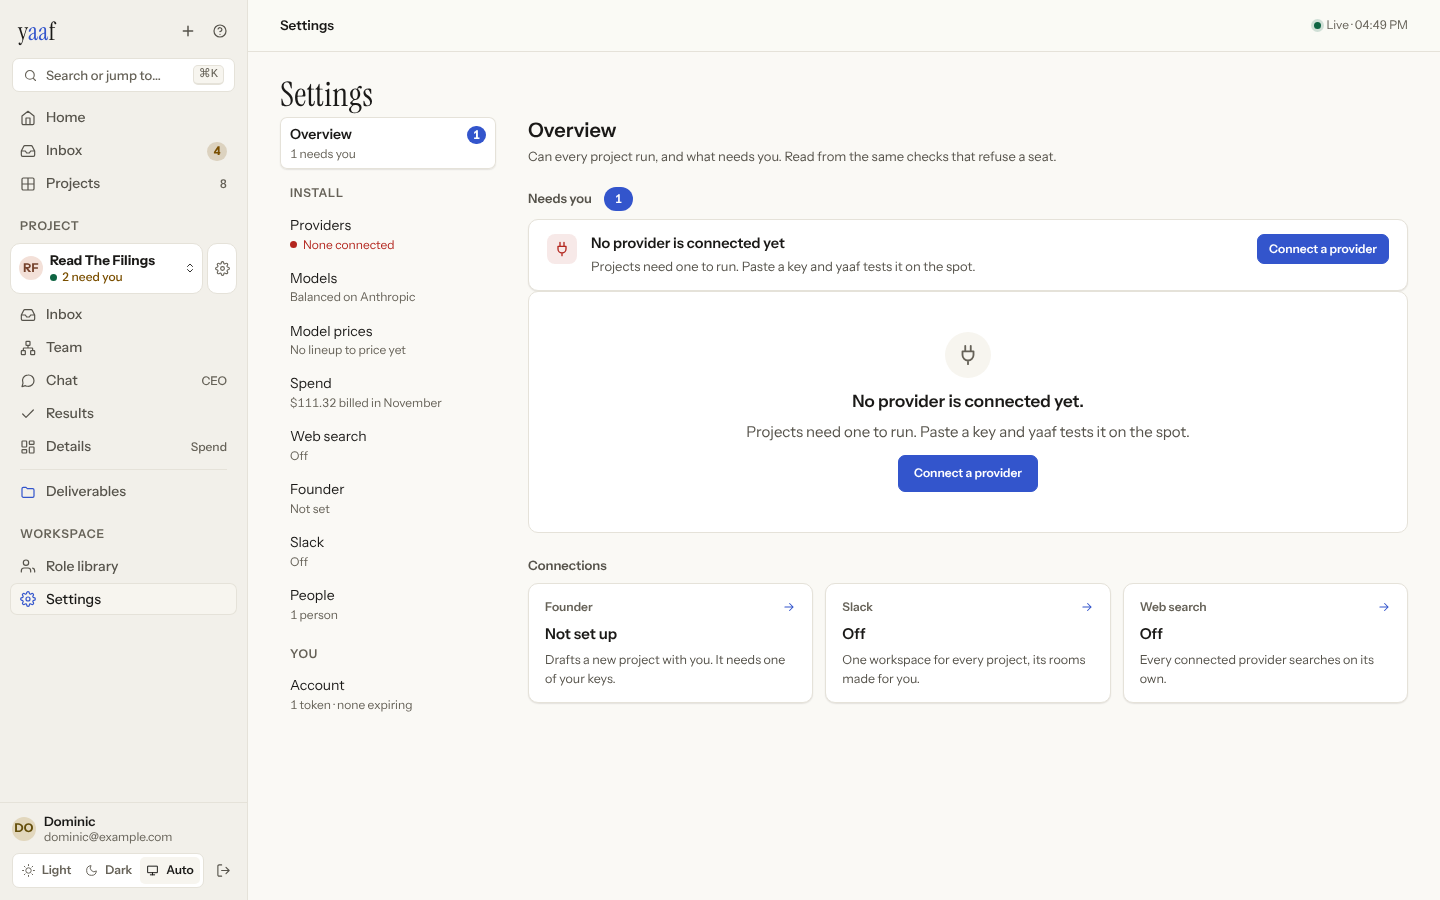 yaaf
Search or jump to...
⌘K
Home
Inbox
4
Projects
8
PROJECT
RF
Read The Filings
2 need you
Inbox
Team
Chat
CEO
Results
Details
Spend
Deliverables
WORKSPACE
Role library
Settings
DO
Dominic
dominic@example.com
Light
Dark
Auto
Settings
Live · 04:49 PM
Settings
Overview
1
1 needs you
INSTALL
Providers
None connected
Models
Balanced on Anthropic
Model prices
No lineup to price yet
Spend
$111.32 billed in November
Web search
Off
Founder
Not set
Slack
Off
People
1 person
YOU
Account
1 token · none expiring
Overview
Can every project run, and what needs you. Read from the same checks that refuse a seat.
Needs you
1
No provider is connected yet
Projects need one to run. Paste a key and yaaf tests it on the spot.
Connect a provider
No provider is connected yet.
Projects need one to run. Paste a key and yaaf tests it on the spot.
Connect a provider
Connections
Founder
Not set up
Drafts a new project with you. It needs one
of your keys.
Slack
Off
One workspace for every project, its rooms
made for you.
Web search
Off
Every connected provider searches on its
own.